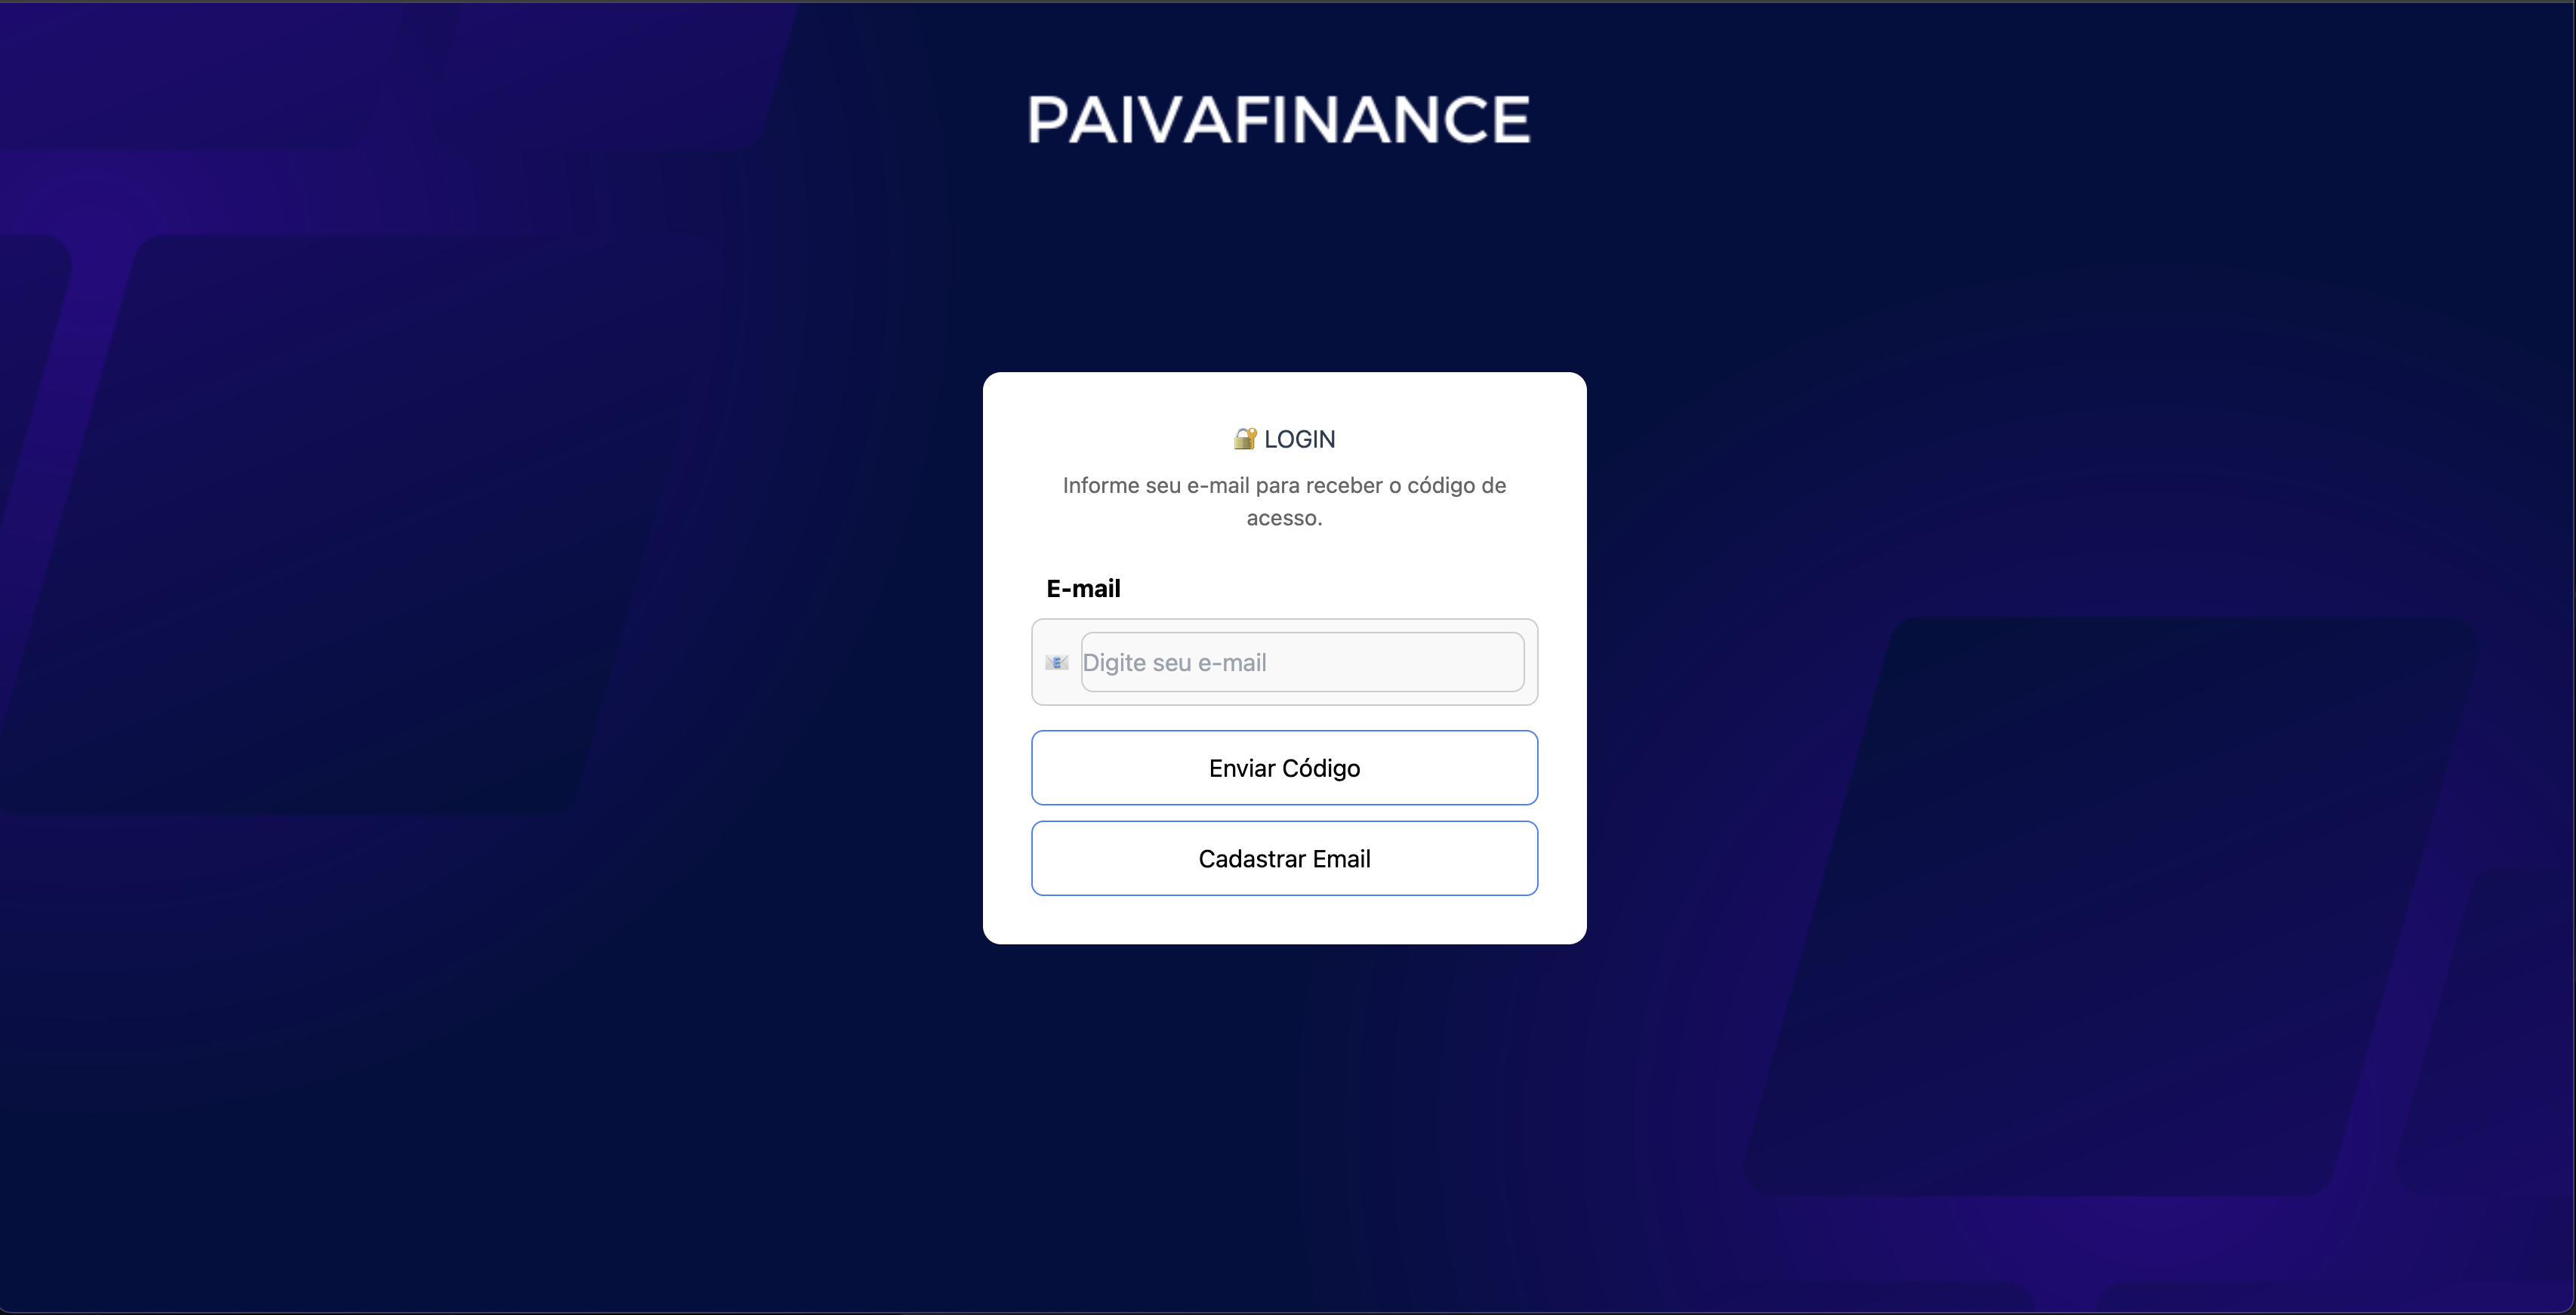 PAIVAFINANCE
🔐 LOGIN
Informe seu e-mail para receber o código de
acesso.
E-mail
📧 Digite seu e-mail
Enviar Código
Cadastrar Email